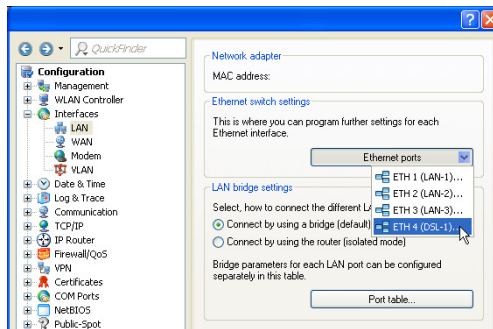 QuickFinder
Configuration
Management
WLAN Controller
Interfaces
LAN
WAN
Modem
VLAN
Date & Time
Log & Trace
Communication
TCP/IP
IP Router
Firewall/QoS
VPN
Certificates
COM Ports
NetBIOS
Public-Spot
Network adapter
MAC address:
Ethernet switch settings
This is where you can program further settings for each
Ethernet interface.
Ethernet ports
ETH 1 (LAN-1)...
ETH 2 (LAN-2)...
ETH 3 (LAN-3)...
ETH 4 (DSL-1)...
LAN bridge settings
Select, how to connect the different
Connect by using a bridge (default)
Connect by using the router (isolated mode)
Bridge parameters for each LAN port can be configured
separately in this table.
Port table...